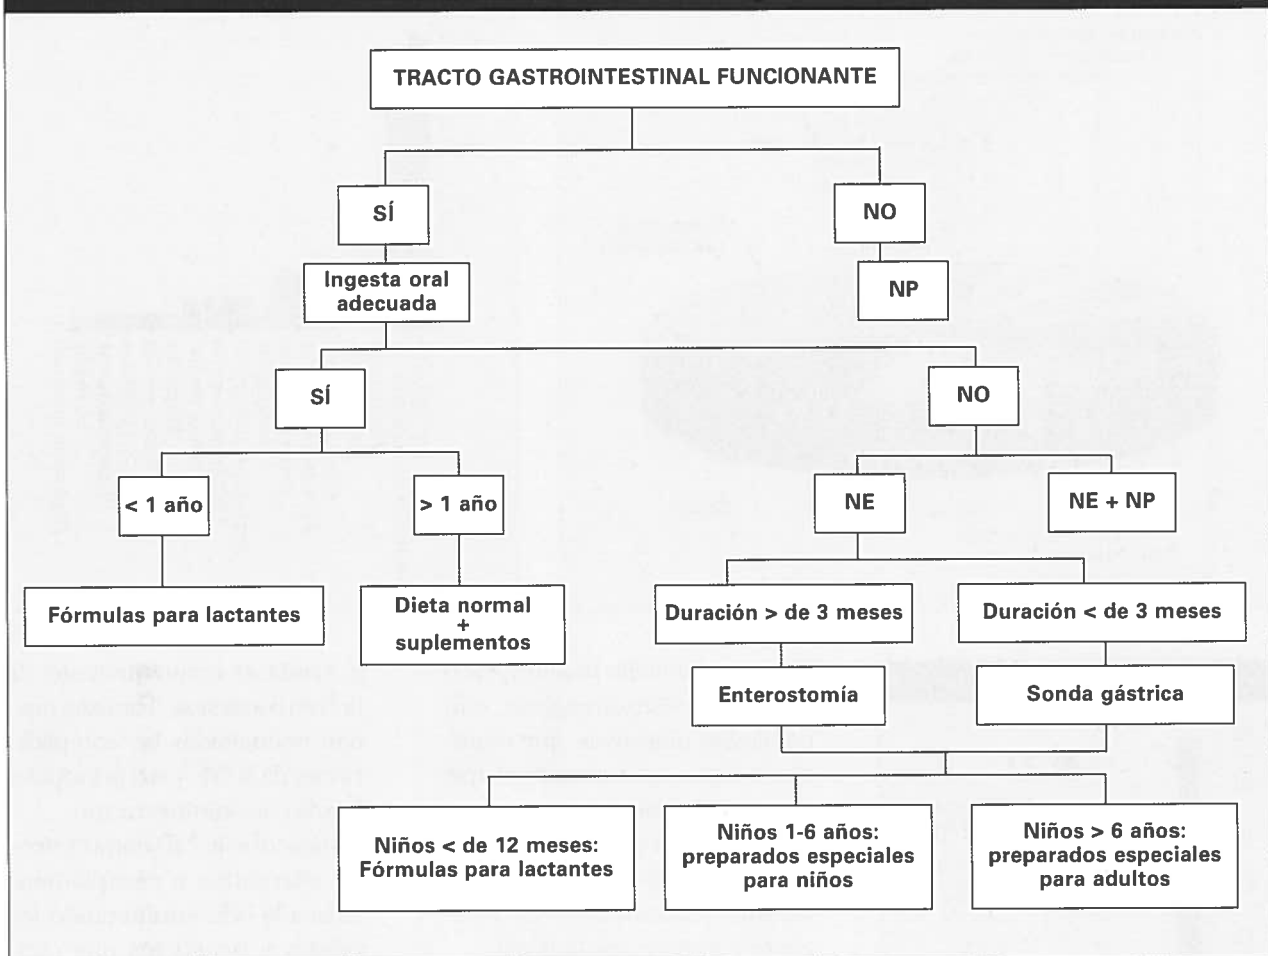 TRACTO GASTROINTESTINAL FUNCIONANTE
SÍ
NO
Ingesta oral
adecuada
NP
SÍ
NO
< 1 año
> 1 año
NE
NE + NP
Fórmulas para lactantes
Dieta normal
+
suplementos
Duración > de 3 meses
Duración < de 3 meses
Enterostomía
Sonda gástrica
Niños < de 12 meses:
Fórmulas para lactantes
Niños 1-6 años:
preparados especiales
para niños
Niños > 6 años:
preparados especiales
para adultos